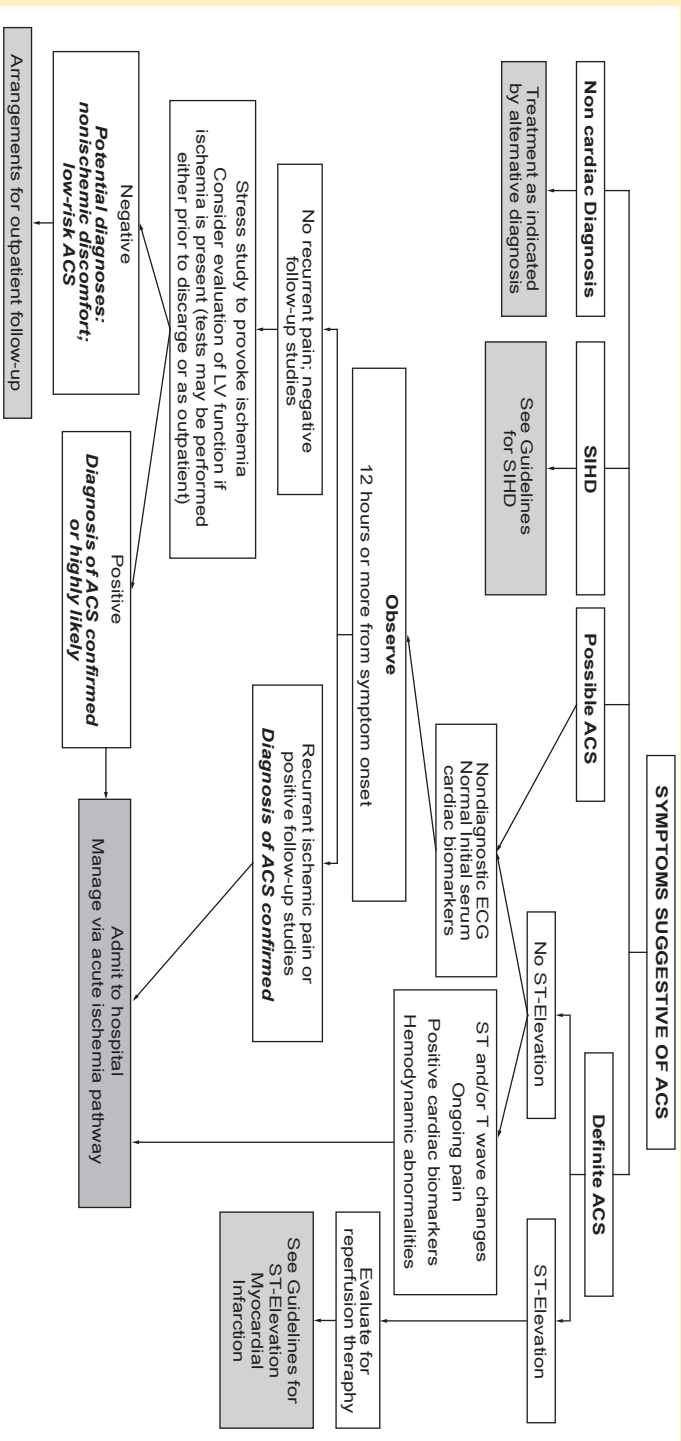 SYMPTOMS SUGGESTIVE OF ACS
Non cardiac Diagnosis
SIHD
Possible ACS
Definite ACS
Treatment as indicated
by alternative diagnosis
See Guidelines
for SIHD
No ST-Elevation
ST-Elevation
Nondiagnostic ECG
Normal Initial serum
cardiac biomarkers
ST and/or T wave changes
Ongoing pain
Positive cardiac biomarkers
Hemodynamic abnormalities
Evaluate for
reperfusion theraphy
See Guidelines for
ST-Elevation
Myocardial
Infarction
Observe
12 hours or more from symptom onset
No recurrent pain; negative
follow-up studies
Recurrent ischemic pain or
positive follow-up studies
Diagnosis of ACS confirmed
Stress study to provoke ischemia
Consider evaluation of LV function if
ischemia is present (tests may be performed
either prior to discarge or as outpatient)
Negative
Potential diagnoses:
nonischemic discomfort;
low-risk ACS
Positive
Diagnosis of ACS confirmed
or highly likely
Admit to hospital
Manage via acute ischemia pathway
Arrangements for outpatient follow-up